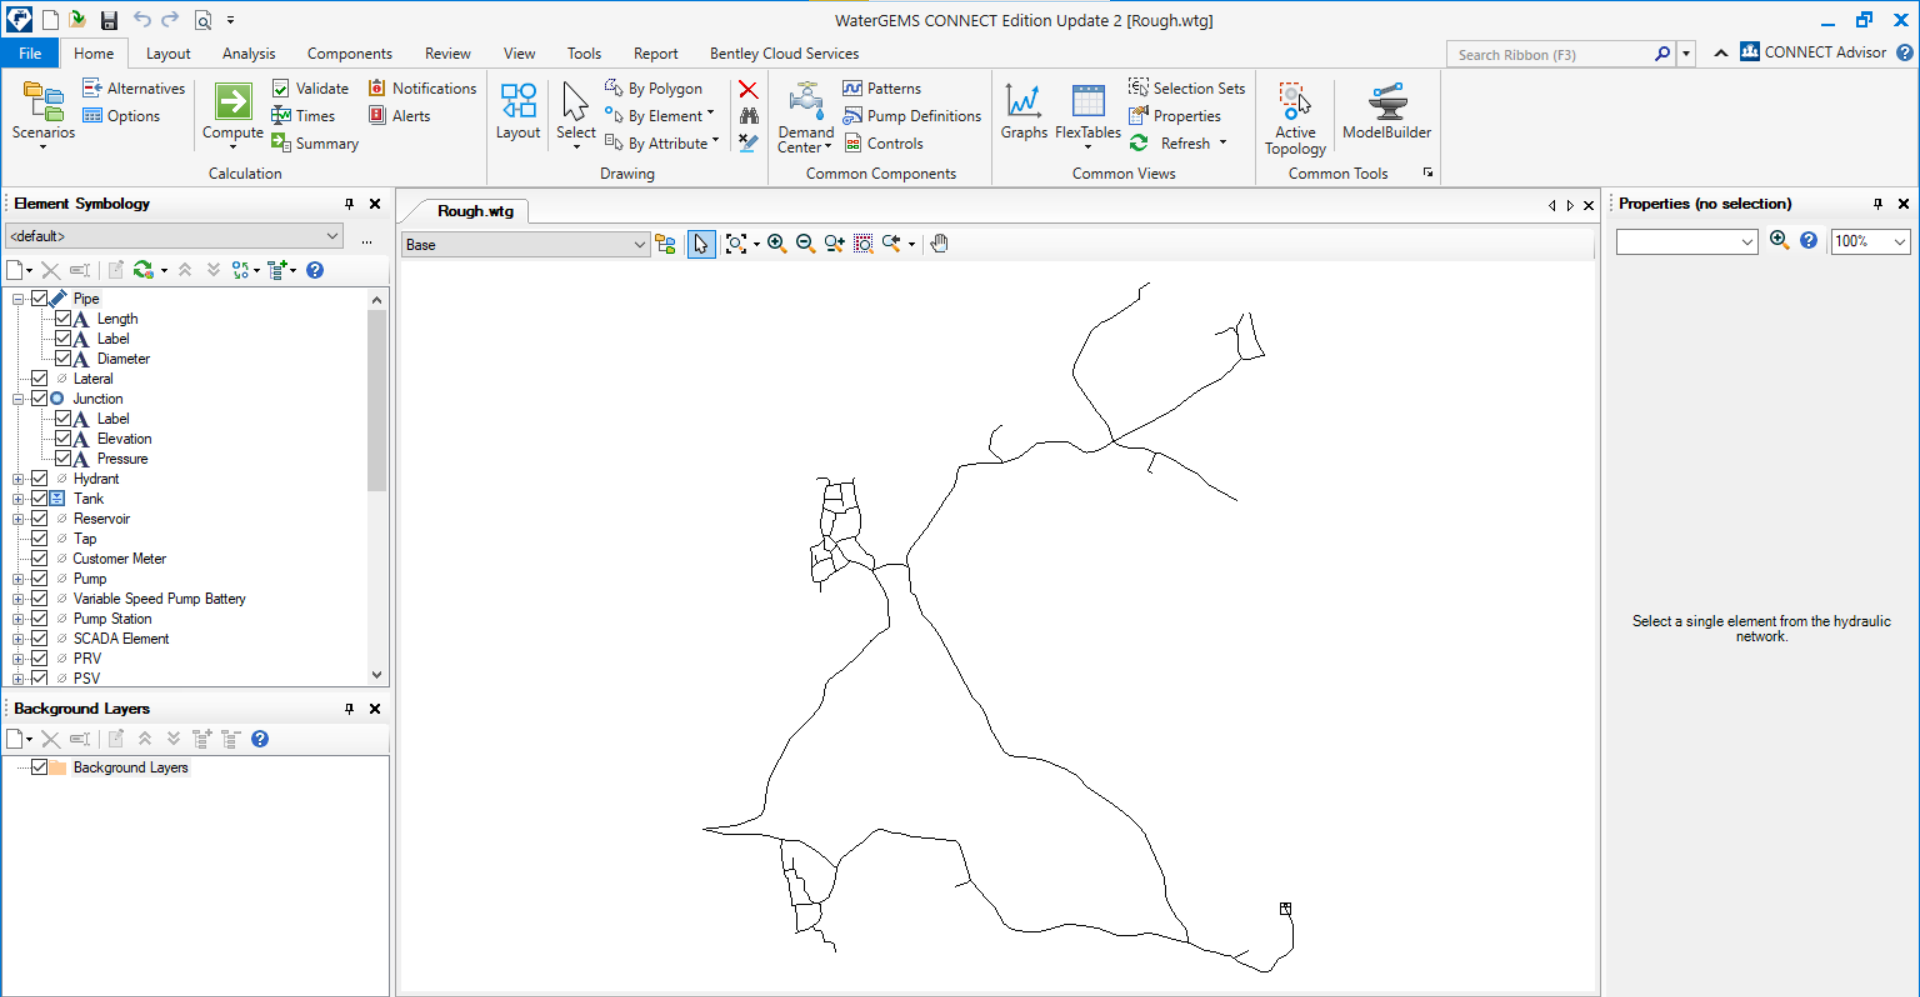 WaterGEMS CONNECT Edition Update 2 [Rough.wtg]
File Home Layout Analysis Components Review View Tools Report Bentley Cloud Services
Search Ribbon (F3)
CONNECT Advisor
Scenarios
Alternatives
Options
Compute
Validate
Times
Summary
Notifications
Alerts
Calculation
Layout
Select
By Polygon
By Element
By Attribute
Drawing
Demand
Center
Patterns
Pump Definitions
Controls
Common Components
Graphs
FlexTables
Selection Sets
Properties
Refresh
Common Views
Active
Topology
ModelBuilder
Common Tools
Element Symbology
<default>
...
Pipe
Length
Label
Diameter
Lateral
Junction
Label
Elevation
Pressure
Hydrant
Tank
Reservoir
Tap
Customer Meter
Pump
Variable Speed Pump Battery
Pump Station
SCADA Element
PRV
PSV
Background Layers
Background Layers
Rough.wtg
Base
Properties (no selection)
100%
Select a single element from the hydraulic
network.